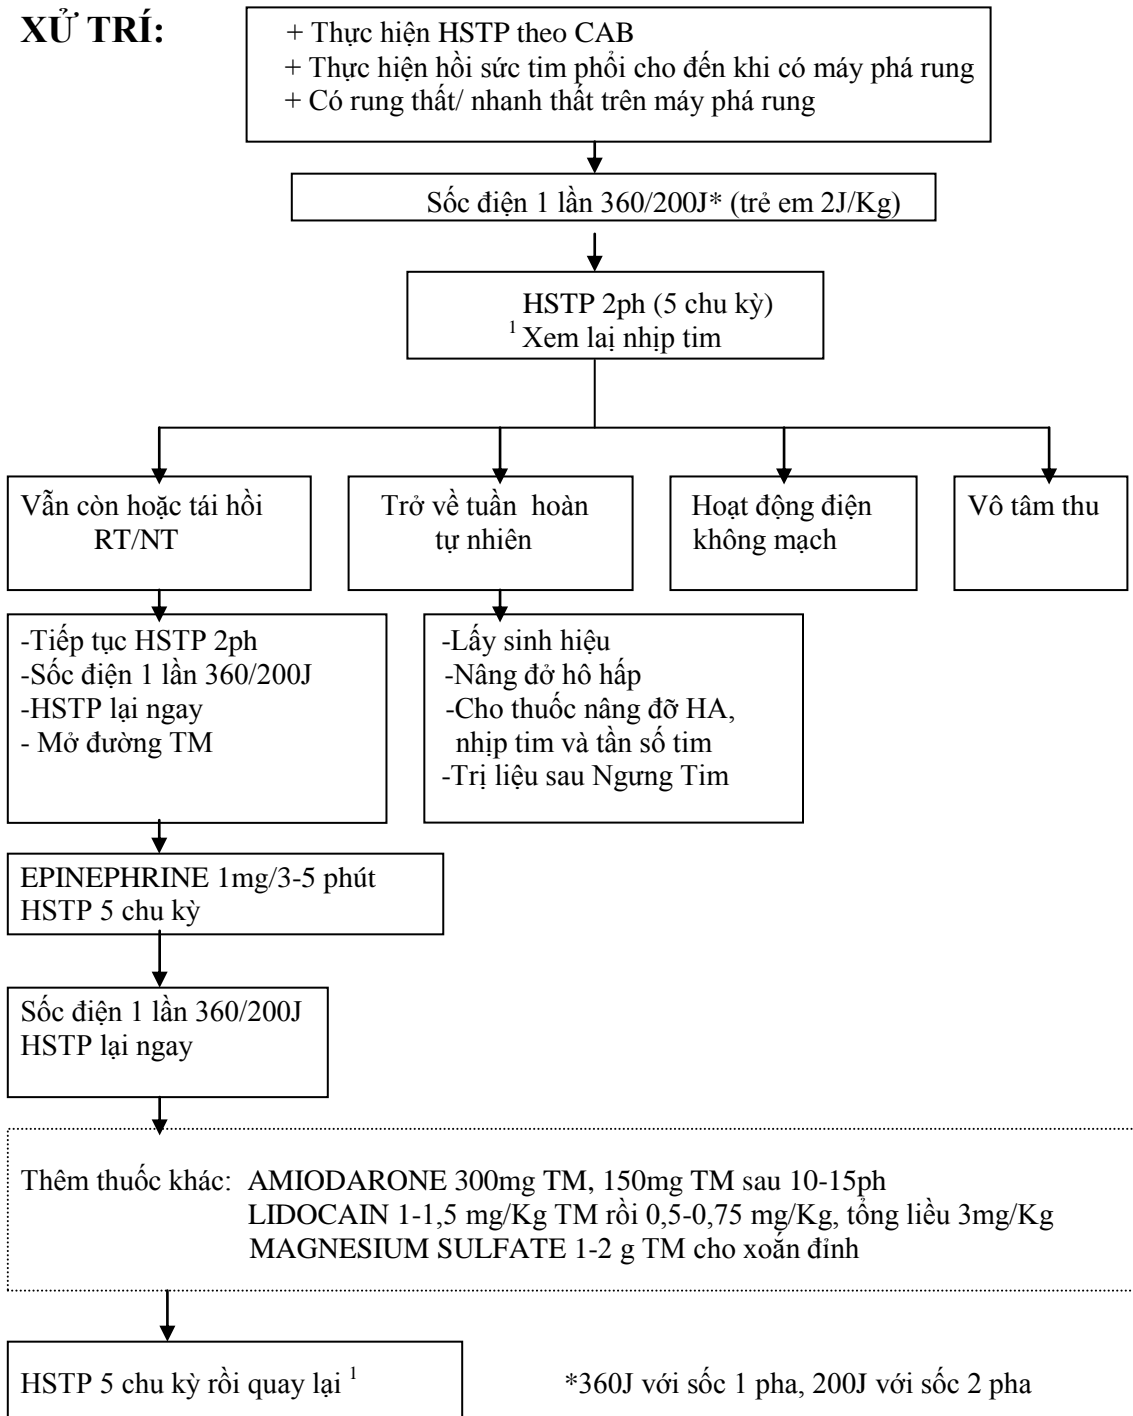 XỬ TRÍ:
+ Thực hiện HSTP theo CAB
+ Thực hiện hồi sức tim phổi cho đến khi có máy phá rung
+ Có rung thất/ nhanh thất trên máy phá rung
Sốc điện 1 lần 360/200J* (trẻ em 2J/Kg)
HSTP 2ph (5 chu kỳ)
¹ Xem laị nhịp tim
Vẫn còn hoặc tái hồi
RT/NT
Trở về tuần hoàn
tự nhiên
Hoạt động điện
không mạch
Vô tâm thu
-Tiếp tục HSTP 2ph
-Sốc điện 1 lần 360/200J
-HSTP lại ngay
- Mở đường TM
-Lấy sinh hiệu
-Nâng đở hô hấp
-Cho thuốc nâng đỡ HA,
nhịp tim và tần số tim
-Trị liệu sau Ngưng Tim
EPINEPHRINE 1mg/3-5 phút
HSTP 5 chu kỳ
Sốc điện 1 lần 360/200J
HSTP lại ngay
Thêm thuốc khác: AMIODARONE 300mg TM, 150mg TM sau 10-15ph
LIDOCAIN 1-1,5 mg/Kg TM rồi 0,5-0,75 mg/Kg, tổng liều 3mg/Kg
MAGNESIUM SULFATE 1-2 g TM cho xoắn đỉnh
HSTP 5 chu kỳ rồi quay lại ¹
*360J với sốc 1 pha, 200J với sốc 2 pha